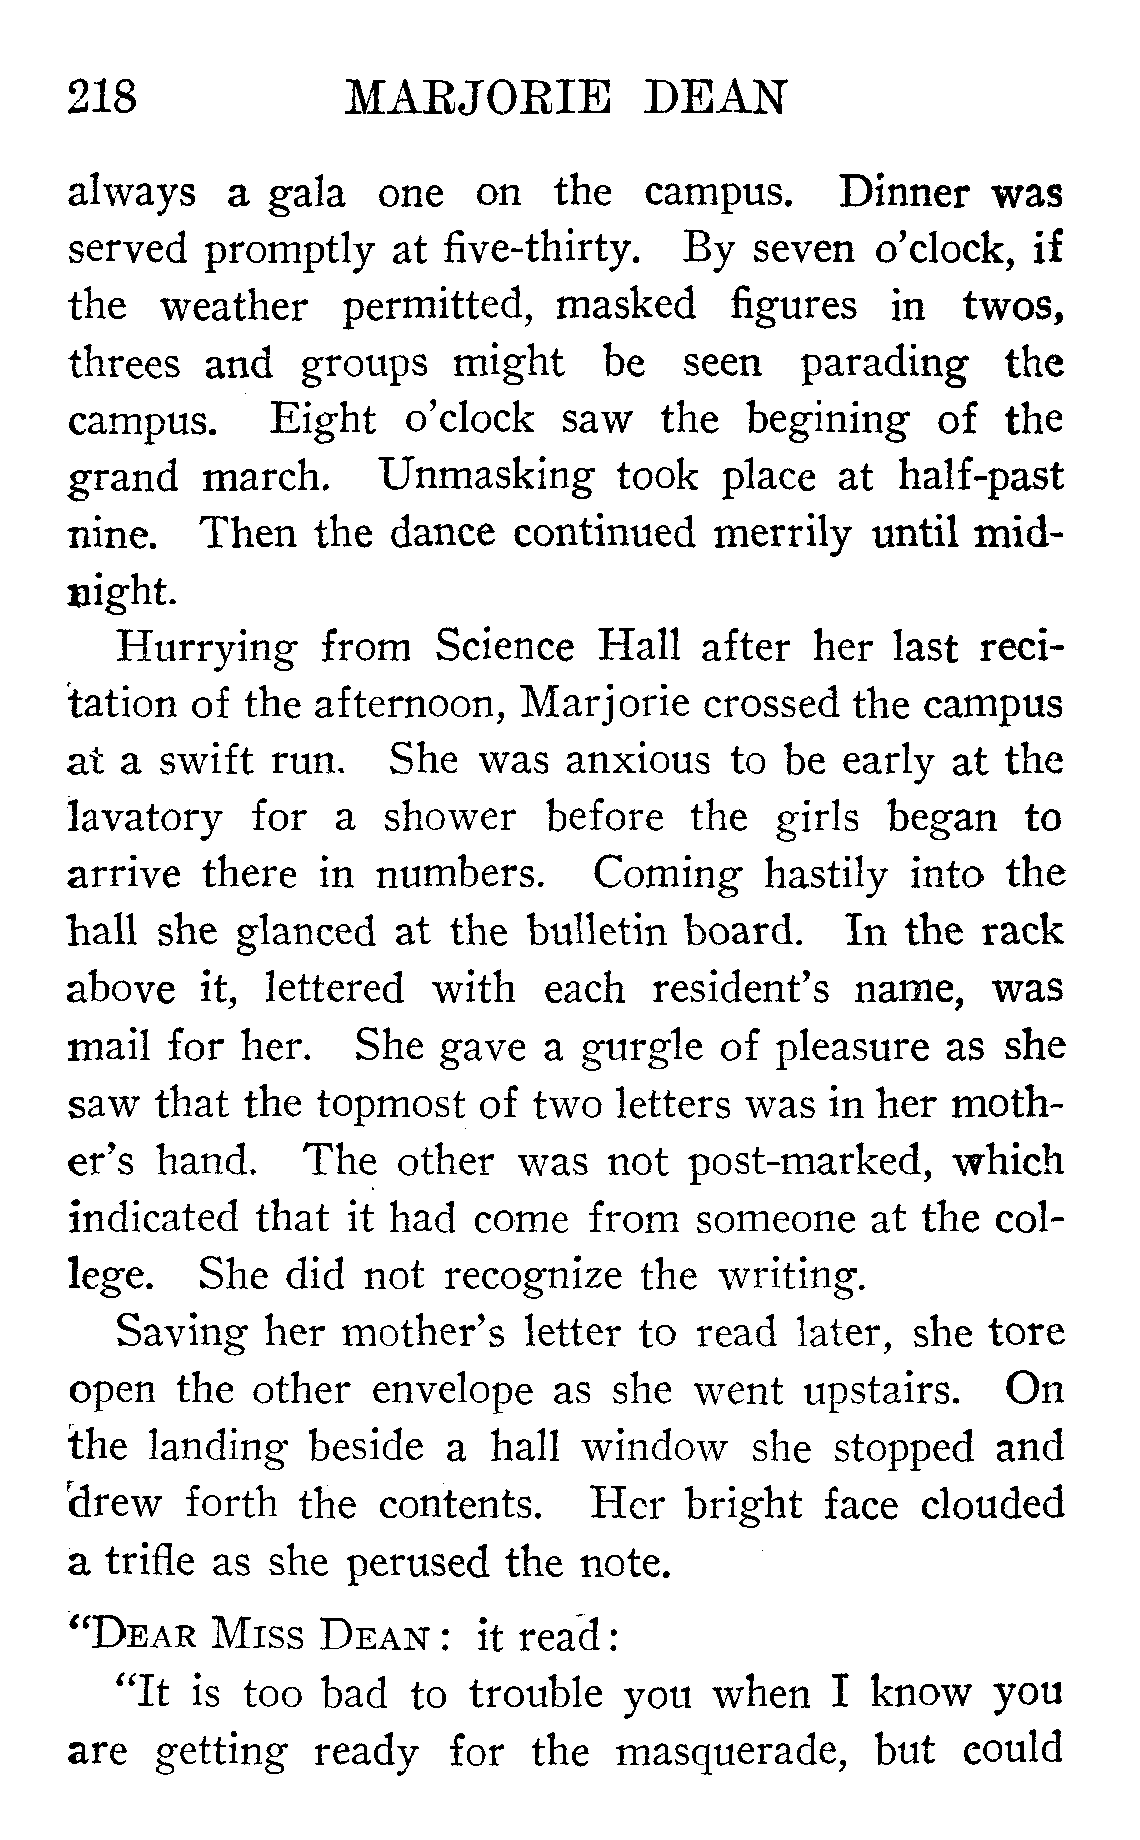 218 MARJORIE DEAN
always a gala one on the campus. Dinner was
served promptly at five-thirty. By seven o'clock, if
the weather permitted, masked figures in twos,
threes and groups might be seen parading the
campus. Eight o'clock saw the begining of the
grand march. Unmasking took place at half-past
nine. Then the dance continued merrily until mid-
night.
Hurrying from Science Hall after her last reci-
tation of the afternoon, Marjorie crossed the campus
at a swift run. She was anxious to be early at the
lavatory for a shower before the girls began to
arrive there in numbers. Coming hastily into the
hall she glanced at the bulletin board. In the rack
above it, lettered with each resident's name, was
mail for her. She gave a gurgle of pleasure as she
saw that the topmost of two letters was in her moth-
er's hand. The other was not post-marked, which
indicated that it had come from someone at the col-
lege. She did not recognize the writing.
Saving her mother's letter to read later, she tore
open the other envelope as she went upstairs. On
the landing beside a hall window she stopped and
drew forth the contents. Her bright face clouded
a trifle as she perused the note.
"DEAR MISS DEAN: it read:
"It is too bad to trouble you when I know you
are getting ready for the masquerade, but could